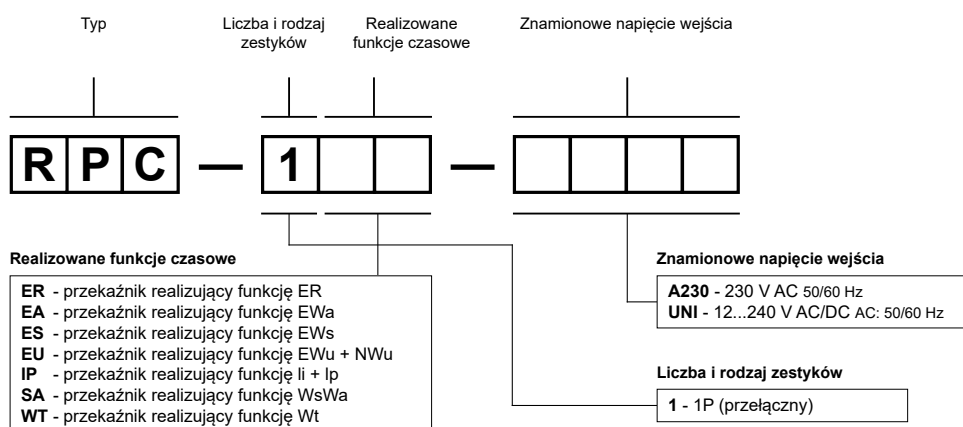 Typ
Liczba i rodzaj
zestyków
Realizowane
funkcje czasowe
Znamionowe napięcie wejścia
R P C — 1 —
Realizowane funkcje czasowe
ER - przekaźnik realizujący funkcję ER
EA - przekaźnik realizujący funkcję EWa
ES - przekaźnik realizujący funkcję EWs
EU - przekaźnik realizujący funkcję EWu + NWu
IP - przekaźnik realizujący funkcję Ii + Ip
SA - przekaźnik realizujący funkcję WsWa
WT - przekaźnik realizujący funkcję Wt
Znamionowe napięcie wejścia
A230 - 230 V AC 50/60 Hz
UNI - 12...240 V AC/DC AC: 50/60 Hz
Liczba i rodzaj zestyków
1 - 1P (przełączny)